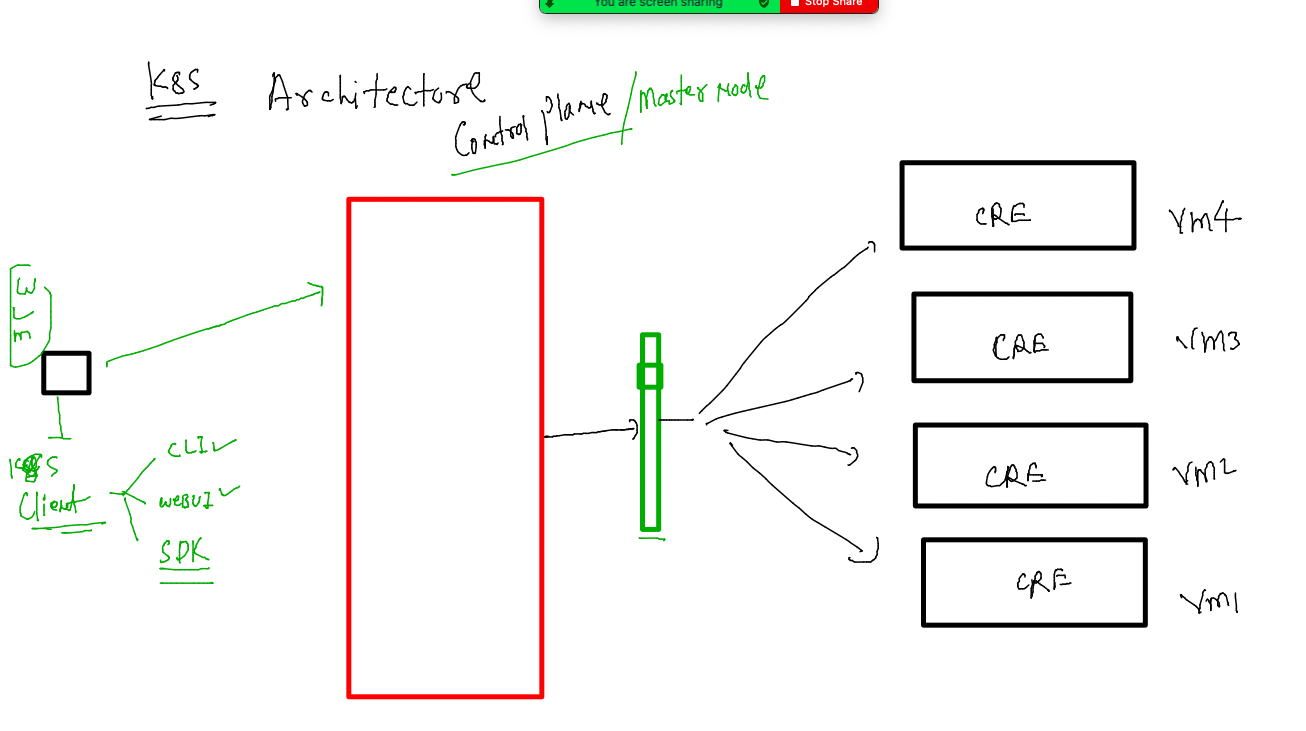 You are screen sharing
Stop Share
K8S Architectore
Control plane / Master Node
CRE
Vm4
W
L
m
CRE
Vm3
CLI
K8S
Client
WEBUI
CRE
Vm2
SDK
CRE
Vm1